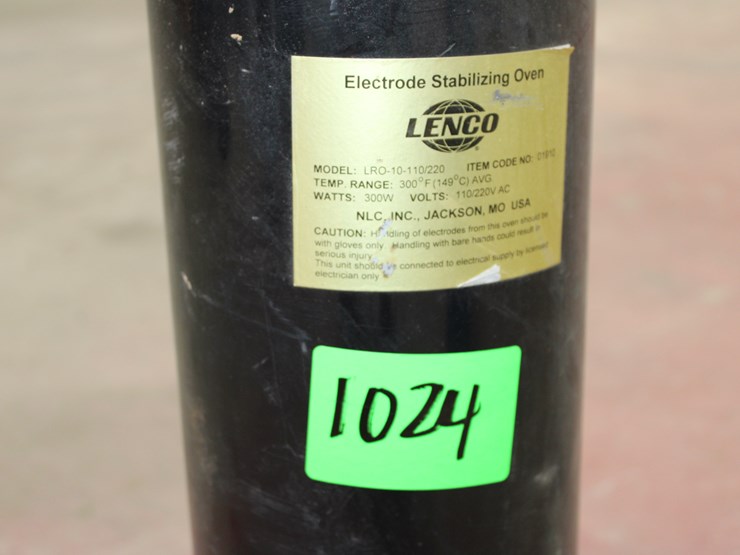 Electrode Stabilizing Oven
LENCO
MODEL: LRO-10-110/220 ITEM CODE NO:
TEMP. RANGE: 300°F(149°C) AVG
WATTS: 300W VOLTS: 110/220V AC
NLC, INC., JACKSON, MO USA
CAUTION: Handling of electrodes from this oven should be
with gloves only Handling with bare hands could result in
serious injury
This unit should be connected to electrical supply by licensed
electrician only
1024